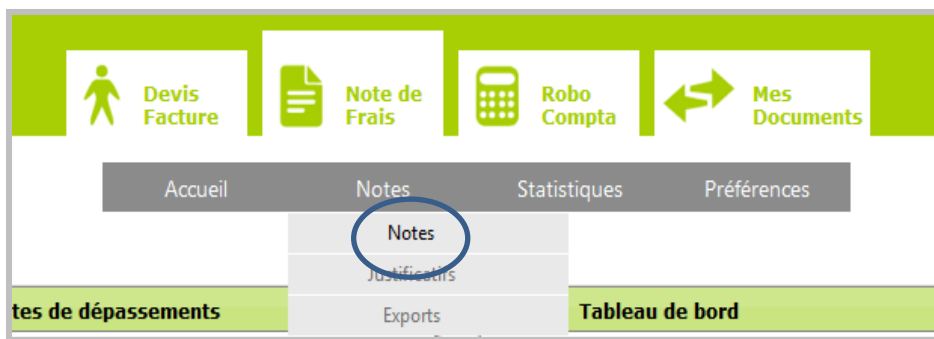 Devis
Facture
Note de
Frais
Robo
Compta
Mes
Documents
Accueil Notes Statistiques Préférences
Notes
Justificatifs
Exports
tes de dépassements
Tableau de bord